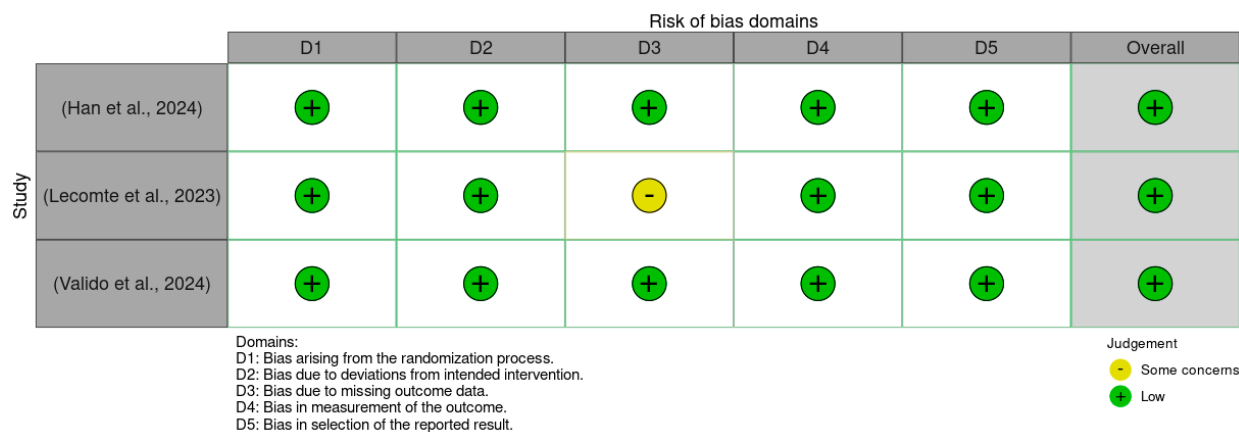 Risk of bias domains
D1 D2 D3 D4 D5 Overall
Study
(Han et al., 2024) + + + + + +
(Lecomte et al., 2023) + + - + + +
(Valido et al., 2024) + + + + + +
Domains:
D1: Bias arising from the randomization process.
D2: Bias due to deviations from intended intervention.
D3: Bias due to missing outcome data.
D4: Bias in measurement of the outcome.
D5: Bias in selection of the reported result.
Judgement
- Some concerns
+ Low